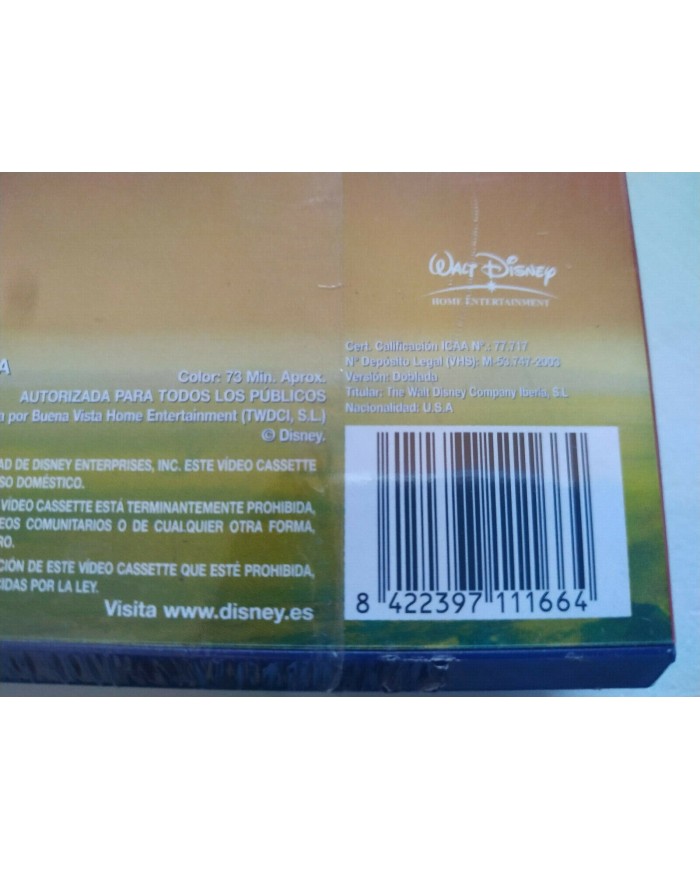 WALT DISNEY
HOME ENTERTAINMENT
Cert. Calificación ICAA Nº.: 77.717
Nº Depósito Legal (VHS): M-53.747-2003
Versión: Doblada
Titular: The Walt Disney Company Iberia, S.L
Nacionalidad: U.S.A
A
Color: 73 Min. Aprox.
AUTORIZADA PARA TODOS LOS PÚBLICOS
a por Buena Vista Home Entertainment (TWDCI, S.L.)
© Disney.
AD DE DISNEY ENTERPRISES, INC. ESTE VÍDEO CASSETTE
SO DOMÉSTICO.
VÍDEO CASSETTE ESTÁ TERMINANTEMENTE PROHIBIDA,
EOS COMUNITARIOS O DE CUALQUIER OTRA FORMA,
RO.
CIÓN DE ESTE VÍDEO CASSETTE QUE ESTÉ PROHIBIDA,
CIDAS POR LA LEY.
Visita www.disney.es
8 422397 111664